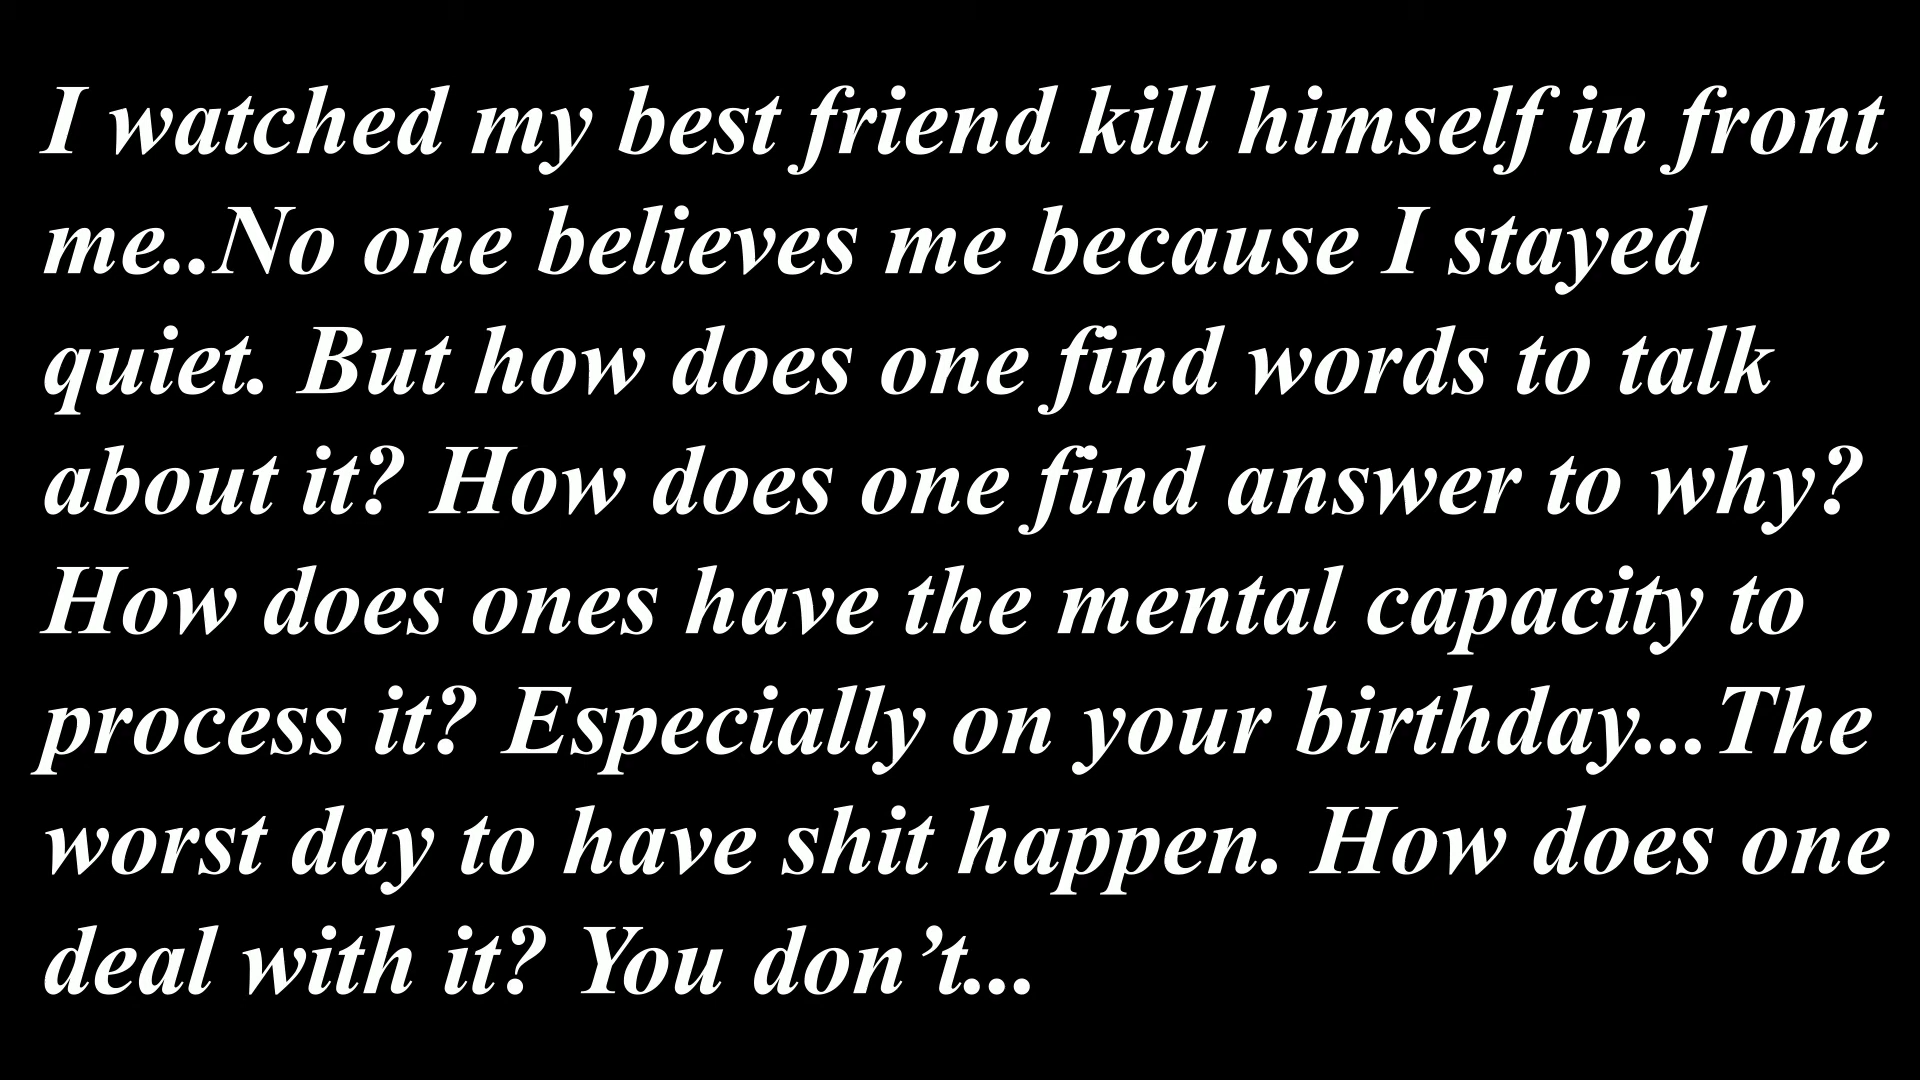 I watched my best friend kill himself in front
me..No one believes me because I stayed
quiet. But how does one find words to talk
about it? How does one find answer to why?
How does ones have the mental capacity to
process it? Especially on your birthday...The
worst day to have shit happen. How does one
deal with it? You don’t...